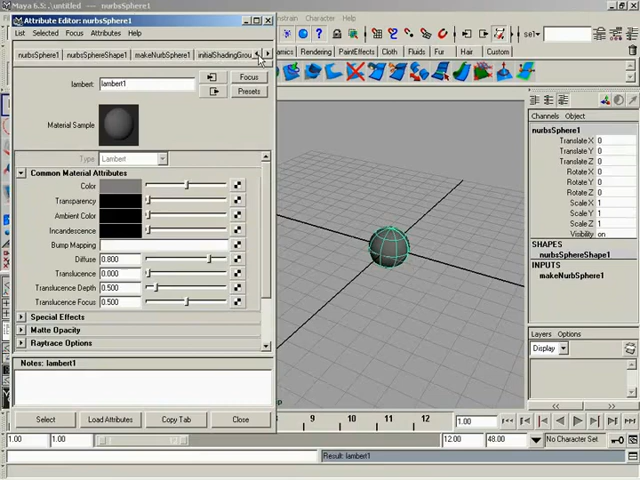 Maya 6.5: untitled
Attribute Editor: nurbsSphere1
Constrain Character
List Selected Focus Attributes Help
sel
nurbsSphere1 nurbsSphereShape1 makeNurbSphere1 initialShadingGrou
Rendering PaintEffects Cloth Fluids Fur Hair Custom
lambert: lambert1
Focus
Presets
Material Sample
Type Lambert
Common Material Attributes
Color
Transparency
Ambient Color
Incandescence
Bump Mapping
Diffuse 0.800
Translucence 0.000
Translucence Depth 0.500
Translucence Focus 0.500
Special Effects
Matte Opacity
Raytrace Options
Notes: lambert1
Select Load Attributes Copy Tab Close
Channels Object
nurbsSphere1
Translate X 0
Translate Y 0
Translate Z 0
Rotate X 0
Rotate Y 0
Rotate Z 0
Scale X 1
Scale Y 1
Scale Z 1
Visibility on
SHAPES
nurbsSphereShape1
INPUTS
makeNurbSphere1
Layers Options
Display
9 10 11 12
1.00
1.00 1.00 12.00 48.00 No Character Set
Result: lambert1